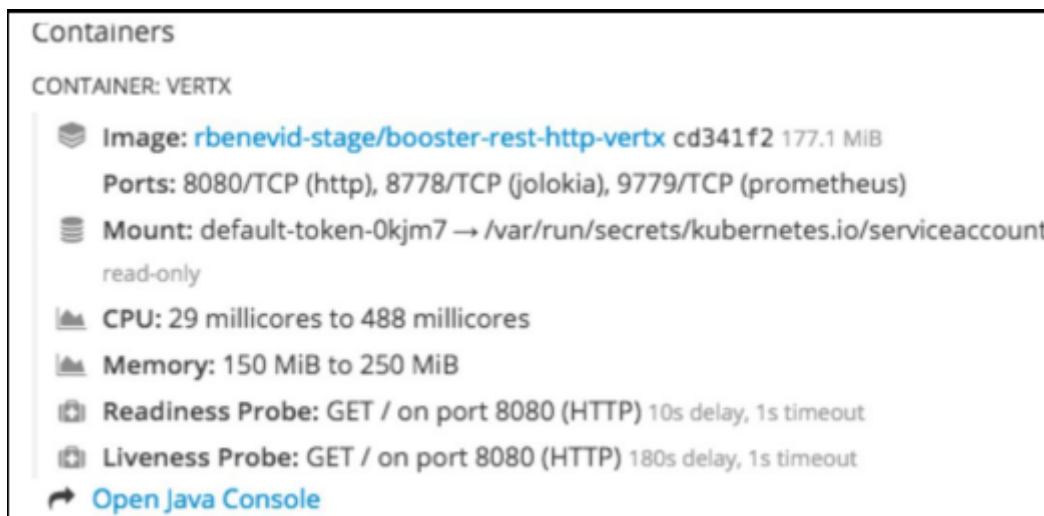 Containers
CONTAINER: VERTX
Image: rbenevid-stage/booster-rest-http-vertx cd341f2 177.1 MiB
Ports: 8080/TCP (http), 8778/TCP (jolokia), 9779/TCP (prometheus)
Mount: default-token-0kjm7 → /var/run/secrets/kubernetes.io/serviceaccount
read-only
CPU: 29 millicores to 488 millicores
Memory: 150 MiB to 250 MiB
Readiness Probe: GET / on port 8080 (HTTP) 10s delay, 1s timeout
Liveness Probe: GET / on port 8080 (HTTP) 180s delay, 1s timeout
Open Java Console